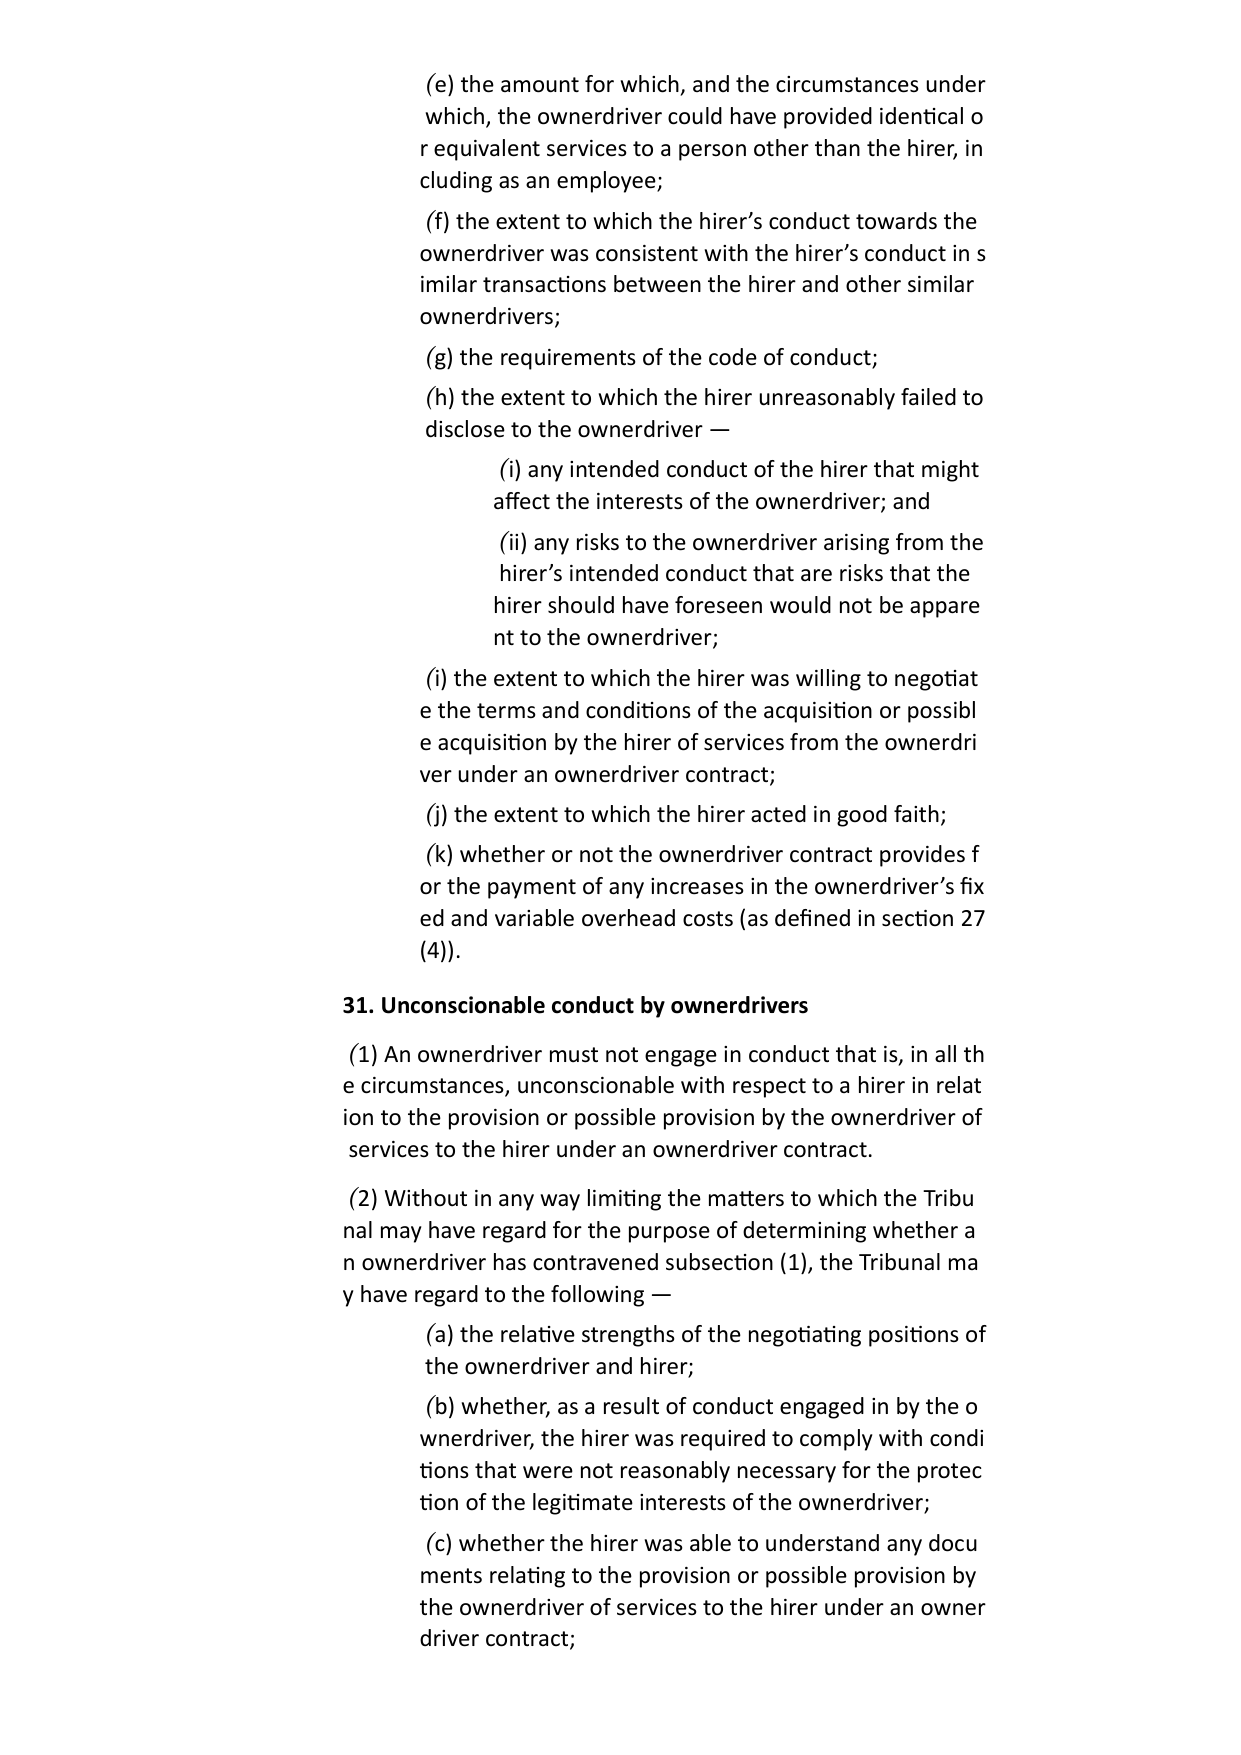 (e) the amount for which, and the circumstances under
which, the ownerdriver could have provided identical o
r equivalent services to a person other than the hirer, in
cluding as an employee;
(f) the extent to which the hirer’s conduct towards the
ownerdriver was consistent with the hirer’s conduct in s
imilar transactions between the hirer and other similar
ownerdrivers;
(g) the requirements of the code of conduct;
(h) the extent to which the hirer unreasonably failed to
disclose to the ownerdriver —
(i) any intended conduct of the hirer that might
affect the interests of the ownerdriver; and
(ii) any risks to the ownerdriver arising from the
hirer’s intended conduct that are risks that the
hirer should have foreseen would not be appare
nt to the ownerdriver;
(i) the extent to which the hirer was willing to negotiat
e the terms and conditions of the acquisition or possibl
e acquisition by the hirer of services from the ownerdri
ver under an ownerdriver contract;
(j) the extent to which the hirer acted in good faith;
(k) whether or not the ownerdriver contract provides f
or the payment of any increases in the ownerdriver’s fix
ed and variable overhead costs (as defined in section 27
(4)).
31. Unconscionable conduct by ownerdrivers
(1) An ownerdriver must not engage in conduct that is, in all th
e circumstances, unconscionable with respect to a hirer in relat
ion to the provision or possible provision by the ownerdriver of
services to the hirer under an ownerdriver contract.
(2) Without in any way limiting the matters to which the Tribu
nal may have regard for the purpose of determining whether a
n ownerdriver has contravened subsection (1), the Tribunal ma
y have regard to the following —
(a) the relative strengths of the negotiating positions of
the ownerdriver and hirer;
(b) whether, as a result of conduct engaged in by the o
wnerdriver, the hirer was required to comply with condi
tions that were not reasonably necessary for the protec
tion of the legitimate interests of the ownerdriver;
(c) whether the hirer was able to understand any docu
ments relating to the provision or possible provision by
the ownerdriver of services to the hirer under an owner
driver contract;